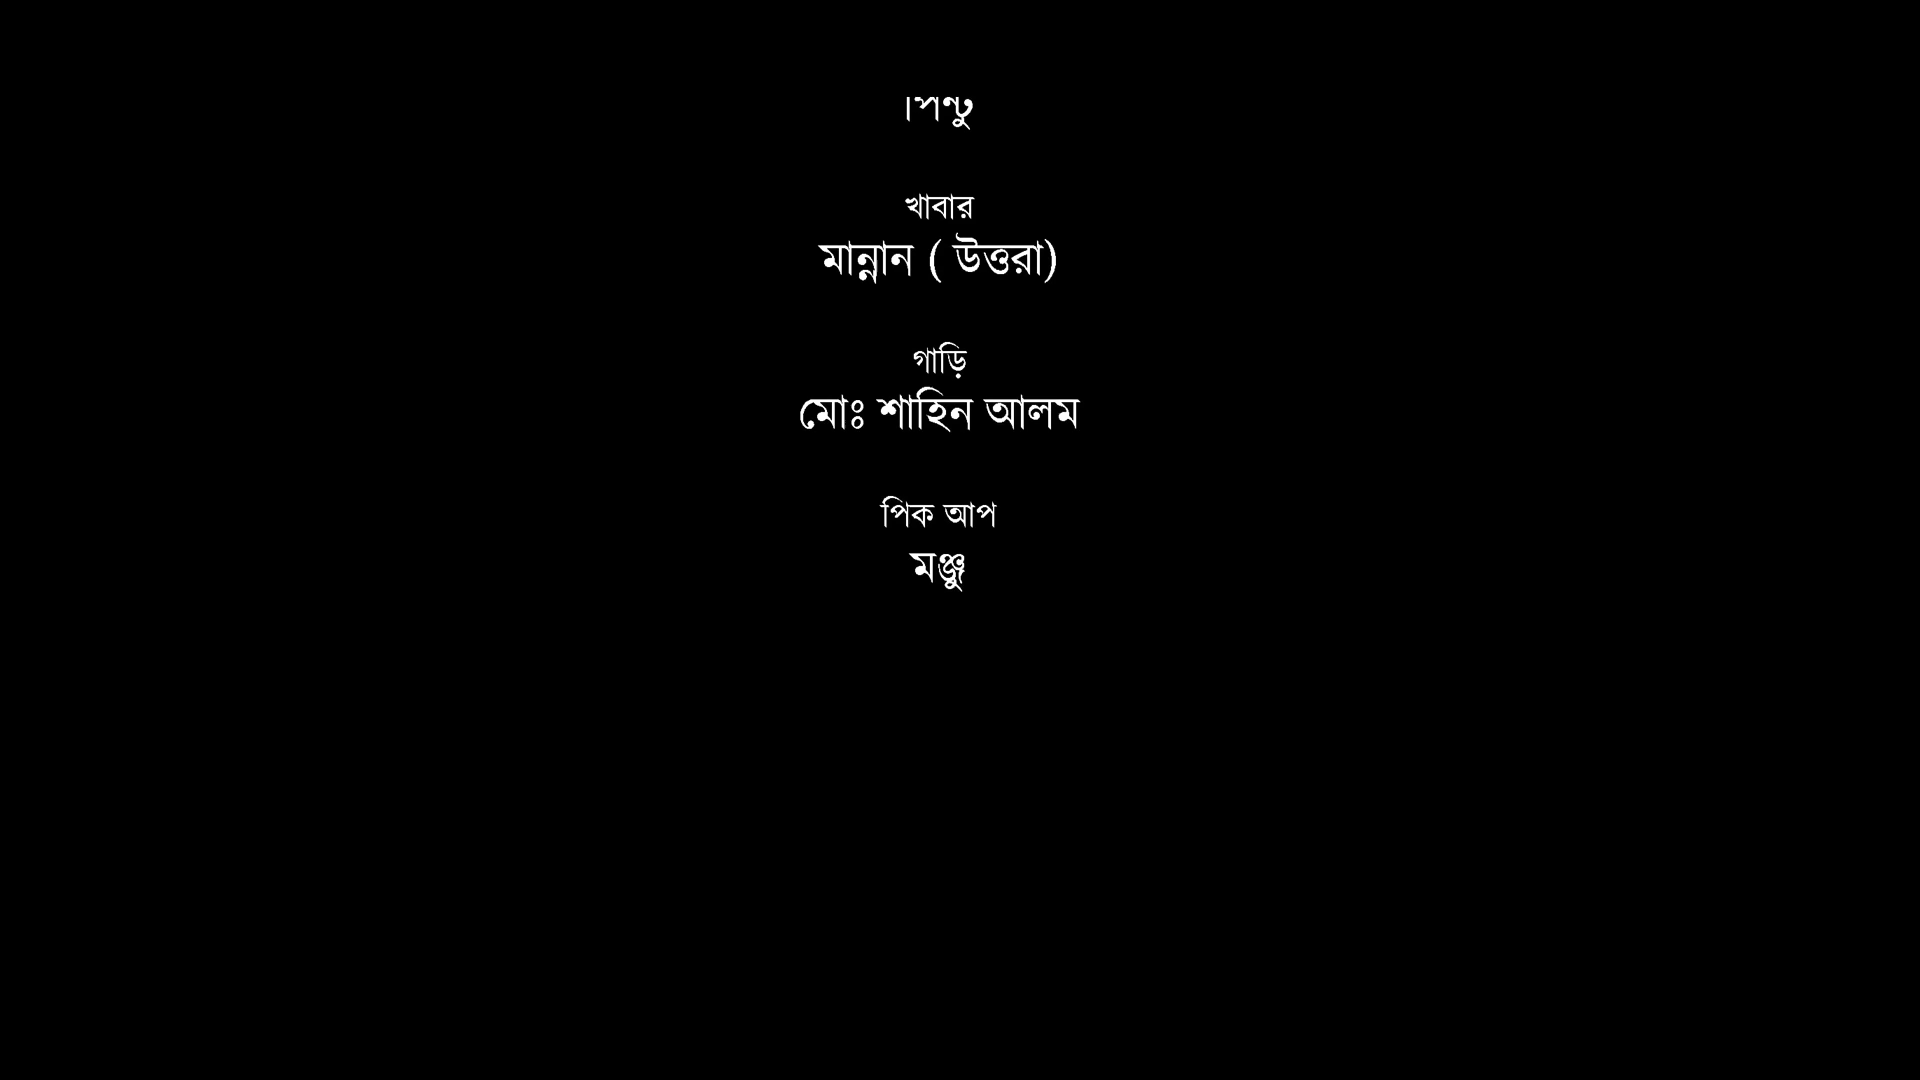 পিন্টু
খাবার
মান্নান ( উত্তরা)
গাড়ি
মোঃ শাহিন আলম
পিক আপ
মঞ্জু